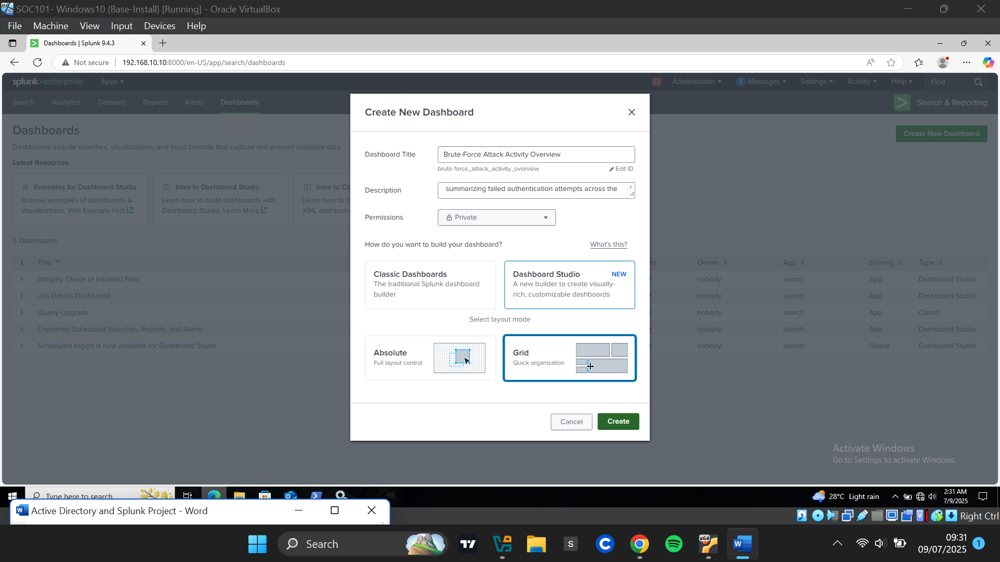 SOC101- Windows10 (Base-Install) [Running] - Oracle VirtualBox
File Machine View Input Devices Help
Dashboards | Splunk 9.4.3
Not secure 192.168.10.10:8000/en-US/app/search/dashboards
splunk>enterprise Apps Administrator 1 Messages Settings Activity Help Find
Search Analytics Datasets Reports Alerts Dashboards Search & Reporting
Dashboards
Create New Dashboard
Dashboards include searches, visualizations, and input controls that capture and present available data.
Latest Resources
Examples for Dashboard Studio
Browse examples of dashboards &
visualizations. Visit Example Hub
Intro to Dashboard Studio
Learn how to build dashboards with
Dashboard Studio. Learn More
Intro to Cl
Learn how to b
XML dashboar
5 Dashboards
i Title Owner App Sharing Type
Integrity Check of Installed Files nobody search App Dashboard Studio
Job Details Dashboard nobody search App Dashboard Studio
jQuery Upgrade nobody search App Classic
Orphaned Scheduled Searches, Reports, and Alerts nobody search App Dashboard Studio
Scheduled export is now available for Dashboard Studio nobody search Global Dashboard Studio
Create New Dashboard
Dashboard Title Brute-Force Attack Activity Overview
brute-force_attack_activity_overview Edit ID
Description summarizing failed authentication attempts across the
Permissions Private
How do you want to build your dashboard? What's this?
Classic Dashboards
The traditional Splunk dashboard
builder
Dashboard Studio NEW
A new builder to create visually-
rich, customizable dashboards
Select layout mode
Absolute
Full layout control
Grid
Quick organization
Cancel Create
Activate Windows
Go to Settings to activate Windows.
Type here to search
28°C Light rain
2:31 AM
7/9/2025
Active Directory and Splunk Project - Word
Right Ctrl
Search
09:31
09/07/2025
1